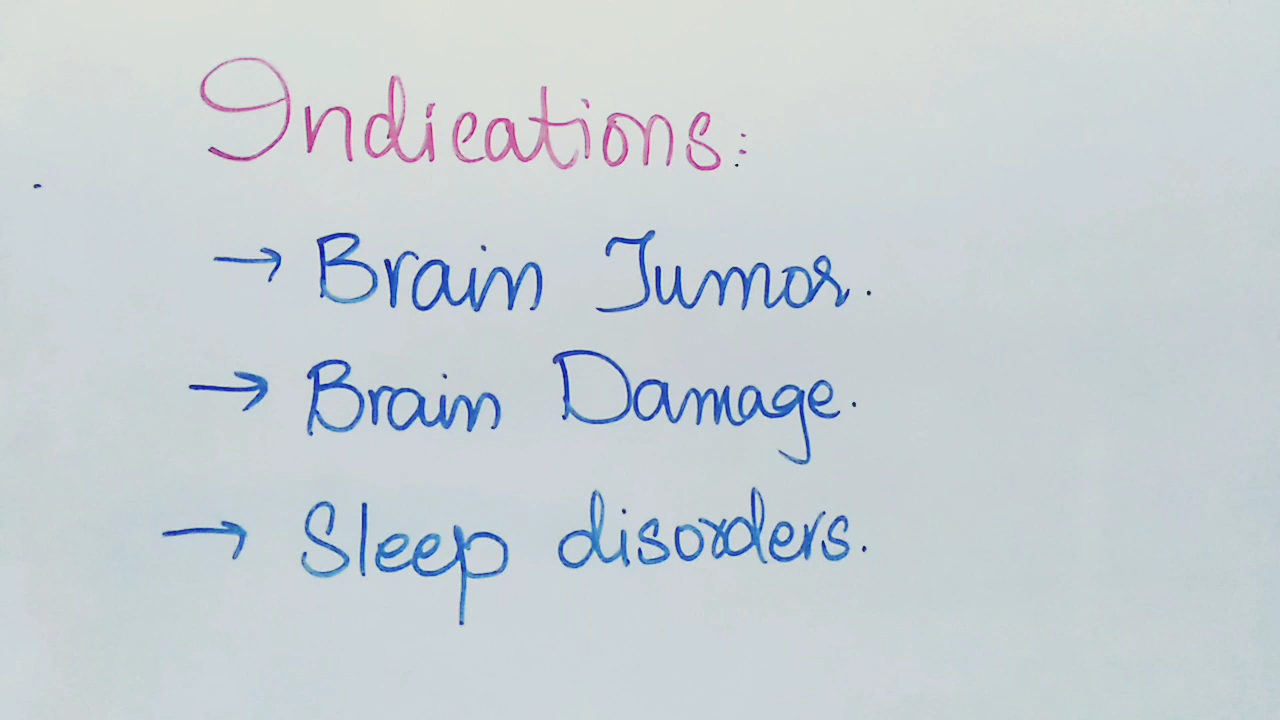 Indications:
→ Brain Tumor.
→ Brain Damage.
→ Sleep disorders.